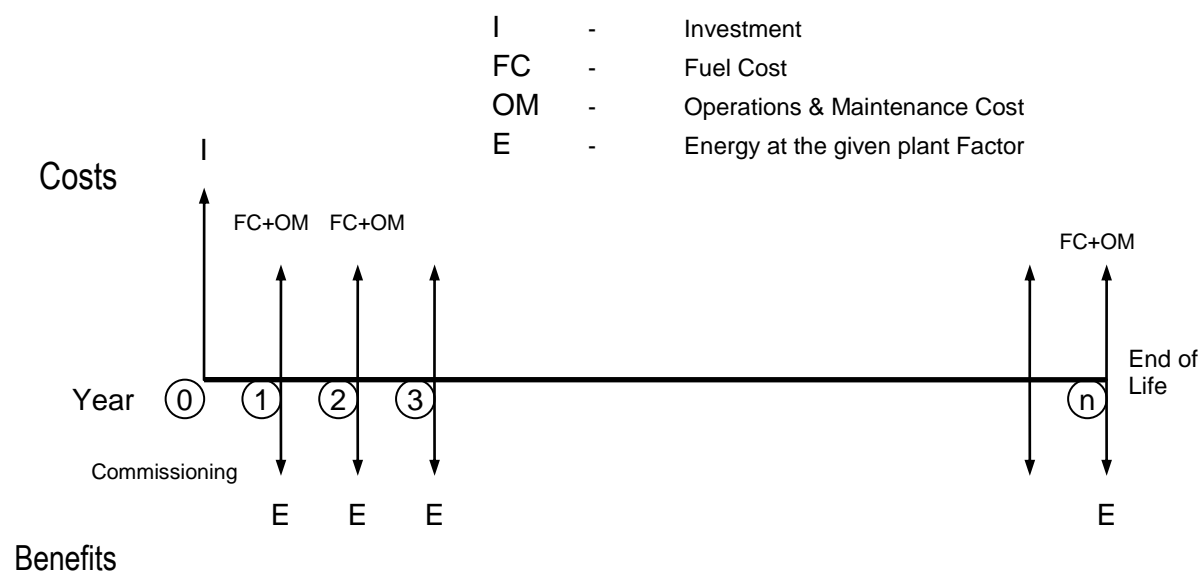 I - Investment
FC - Fuel Cost
OM - Operations & Maintenance Cost
E - Energy at the given plant Factor
I
Costs
FC+OM FC+OM
FC+OM
End of
Life
Year 0 1 2 3 n
Commissioning
E E E E
Benefits